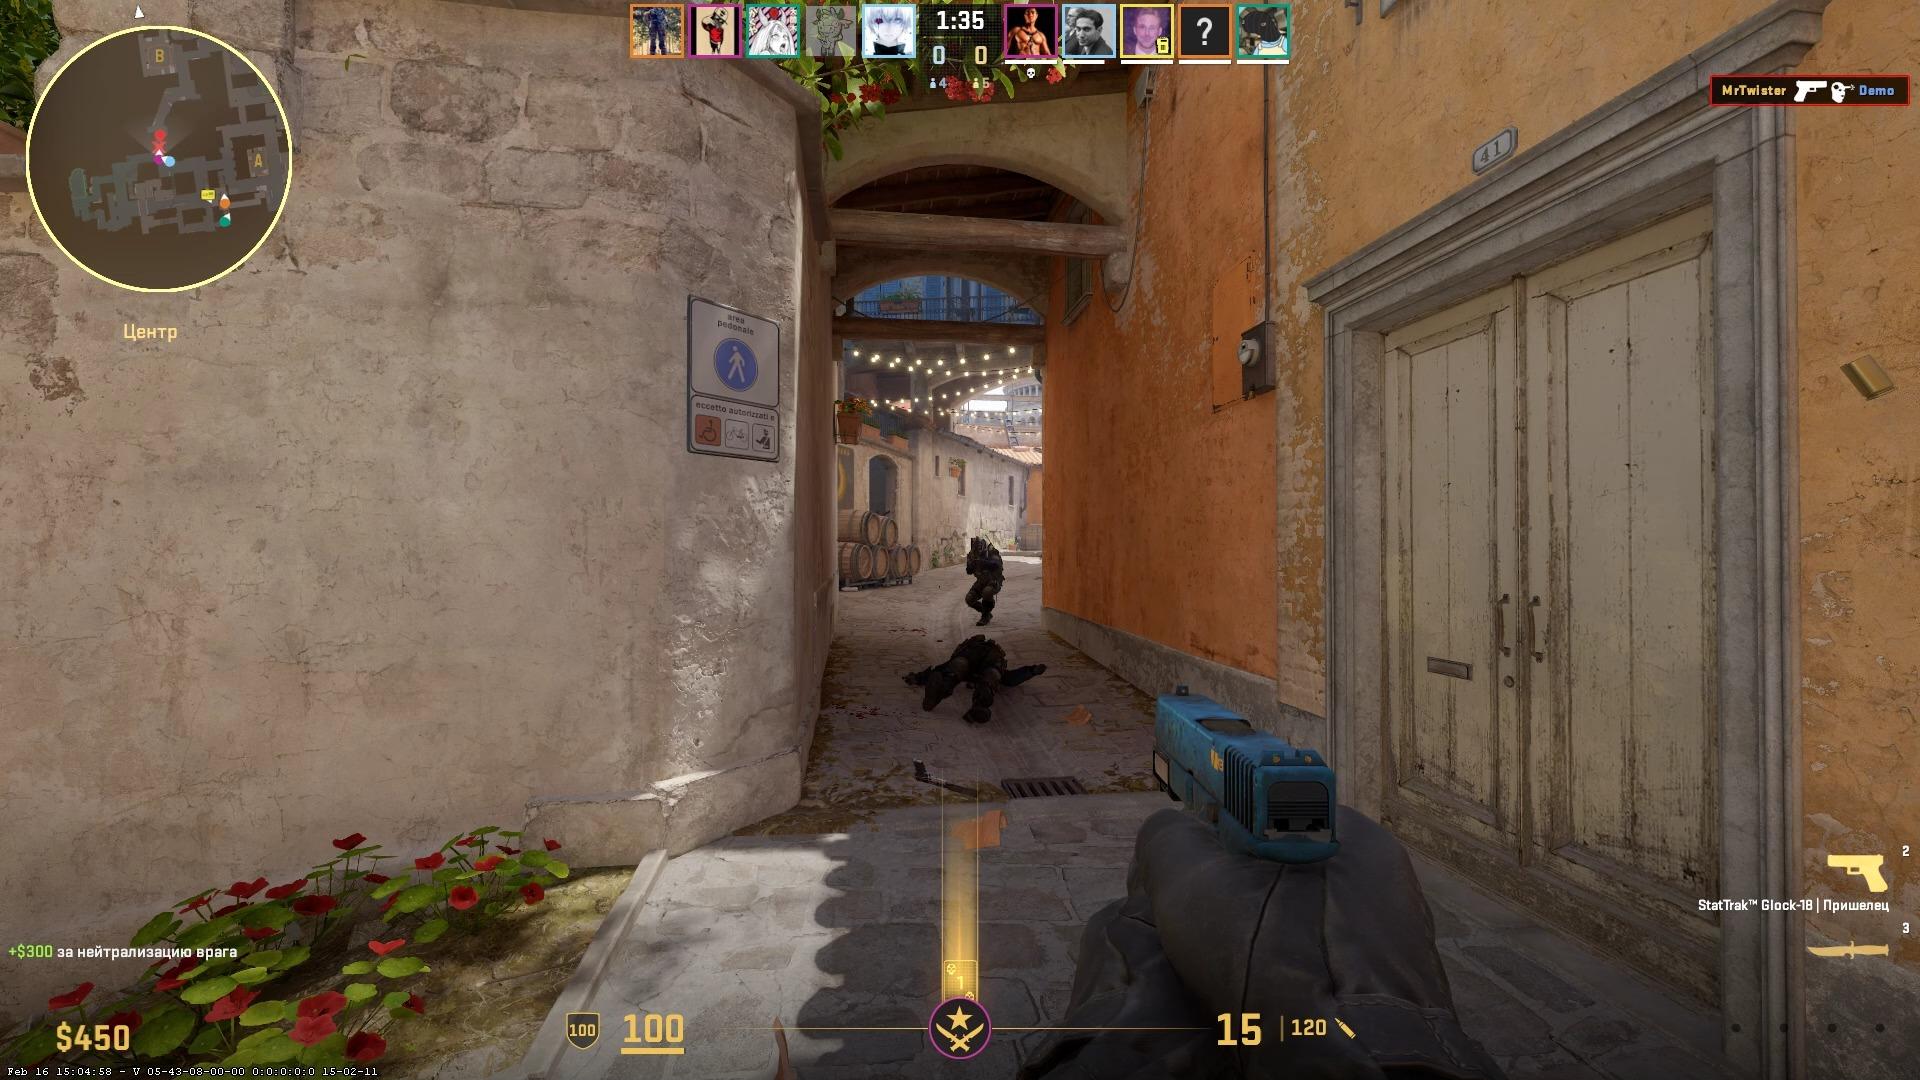 B
A
Центр
1:35
0 0
4 5
6
?
MrTwister Demo
41
area
pedonale
eccetto autorizzati e
2
StatTrak™ Glock-18 | Пришелец
3
+$300 за нейтрализацию врага
$450
100 100
1
15 | 120
Feb 16 15:04:58 - V 05-43-08-00-00 0:0:0:0:0 15-02-11